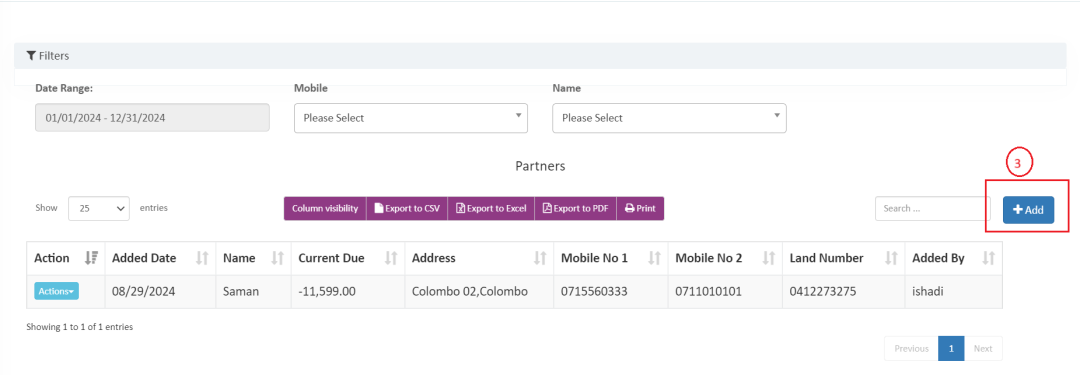 Filters
Date Range: Mobile Name
01/01/2024 - 12/31/2024 Please Select Please Select
Partners
3
Show 25 entries Column visibility Export to CSV Export to Excel Export to PDF Print Search ... Add
Action Added Date Name Current Due Address Mobile No 1 Mobile No 2 Land Number Added By
Actions 08/29/2024 Saman -11,599.00 Colombo 02,Colombo 0715560333 0711010101 0412273275 ishadi
Showing 1 to 1 of 1 entries
Previous 1 Next